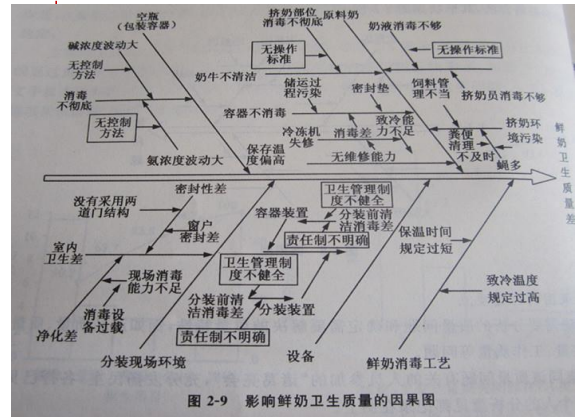 空瓶
(包装容器)
碱浓度波动大
无控制
方法
消毒
不彻底
无控制
方法
氨浓度波动大
挤奶部位
消毒不彻底
原料奶
奶液消毒不够
无操作
标准
无操作标准
奶牛不清洁
饲料管
理不当
挤奶员消毒不够
储运过
程污染
密封垫
容器不消毒
致冷能
力不足
挤奶环
境污染
冷冻机
失修
消毒差
粪便
清理
不及时
保存温
度偏高
无维修能力
蝇多
鲜奶卫生质量差
密封性差
没有采用两
道门结构
窗户
密封差
室内
卫生差
现场消毒
能力不足
消毒设
备过载
净化差
分装现场环境
卫生管理制
度不健全
容器装置
分装前清
洁消毒差
责任制不明确
卫生管理制
度不健全
分装前清
洁消毒差
分装装置
责任制不明确
设备
保温时间
规定过短
致冷温度
规定过高
鲜奶消毒工艺
图 2-9 影响鲜奶卫生质量的因果图